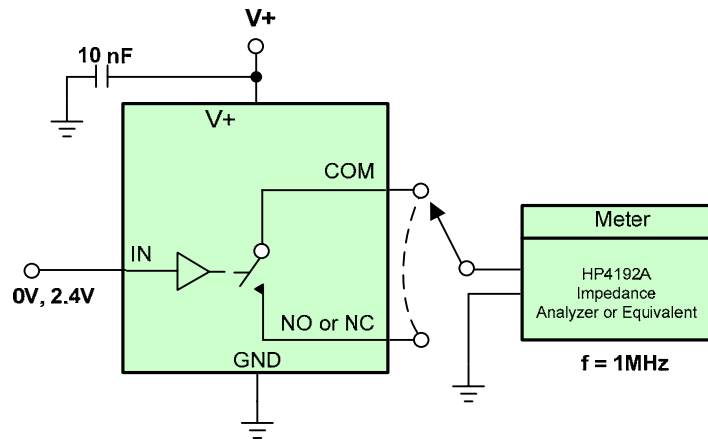 V+
10 nF
V+
COM
IN
0V, 2.4V
NO or NC
GND
Meter
HP4192A
Impedance
Analyzer or Equivalent
f = 1MHz